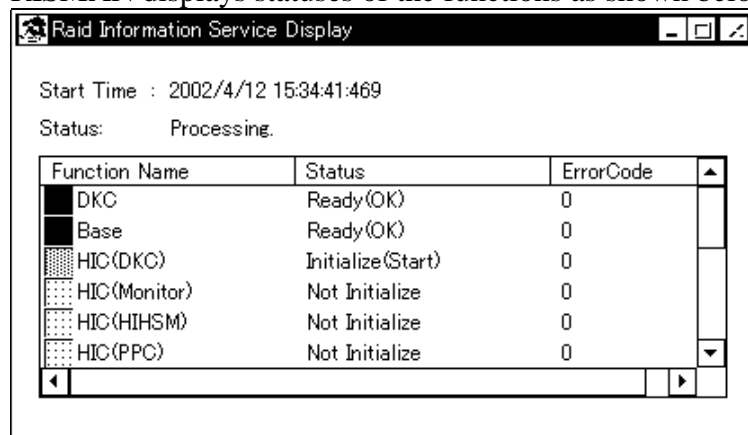 Raid Information Service Display
Start Time : 2002/4/12 15:34:41:469
Status: Processing.
Function Name Status ErrorCode
DKC Ready(OK) 0
Base Ready(OK) 0
HIC(DKC) Initialize(Start) 0
HIC(Monitor) Not Initialize 0
HIC(HIHSM) Not Initialize 0
HIC(PPC) Not Initialize 0